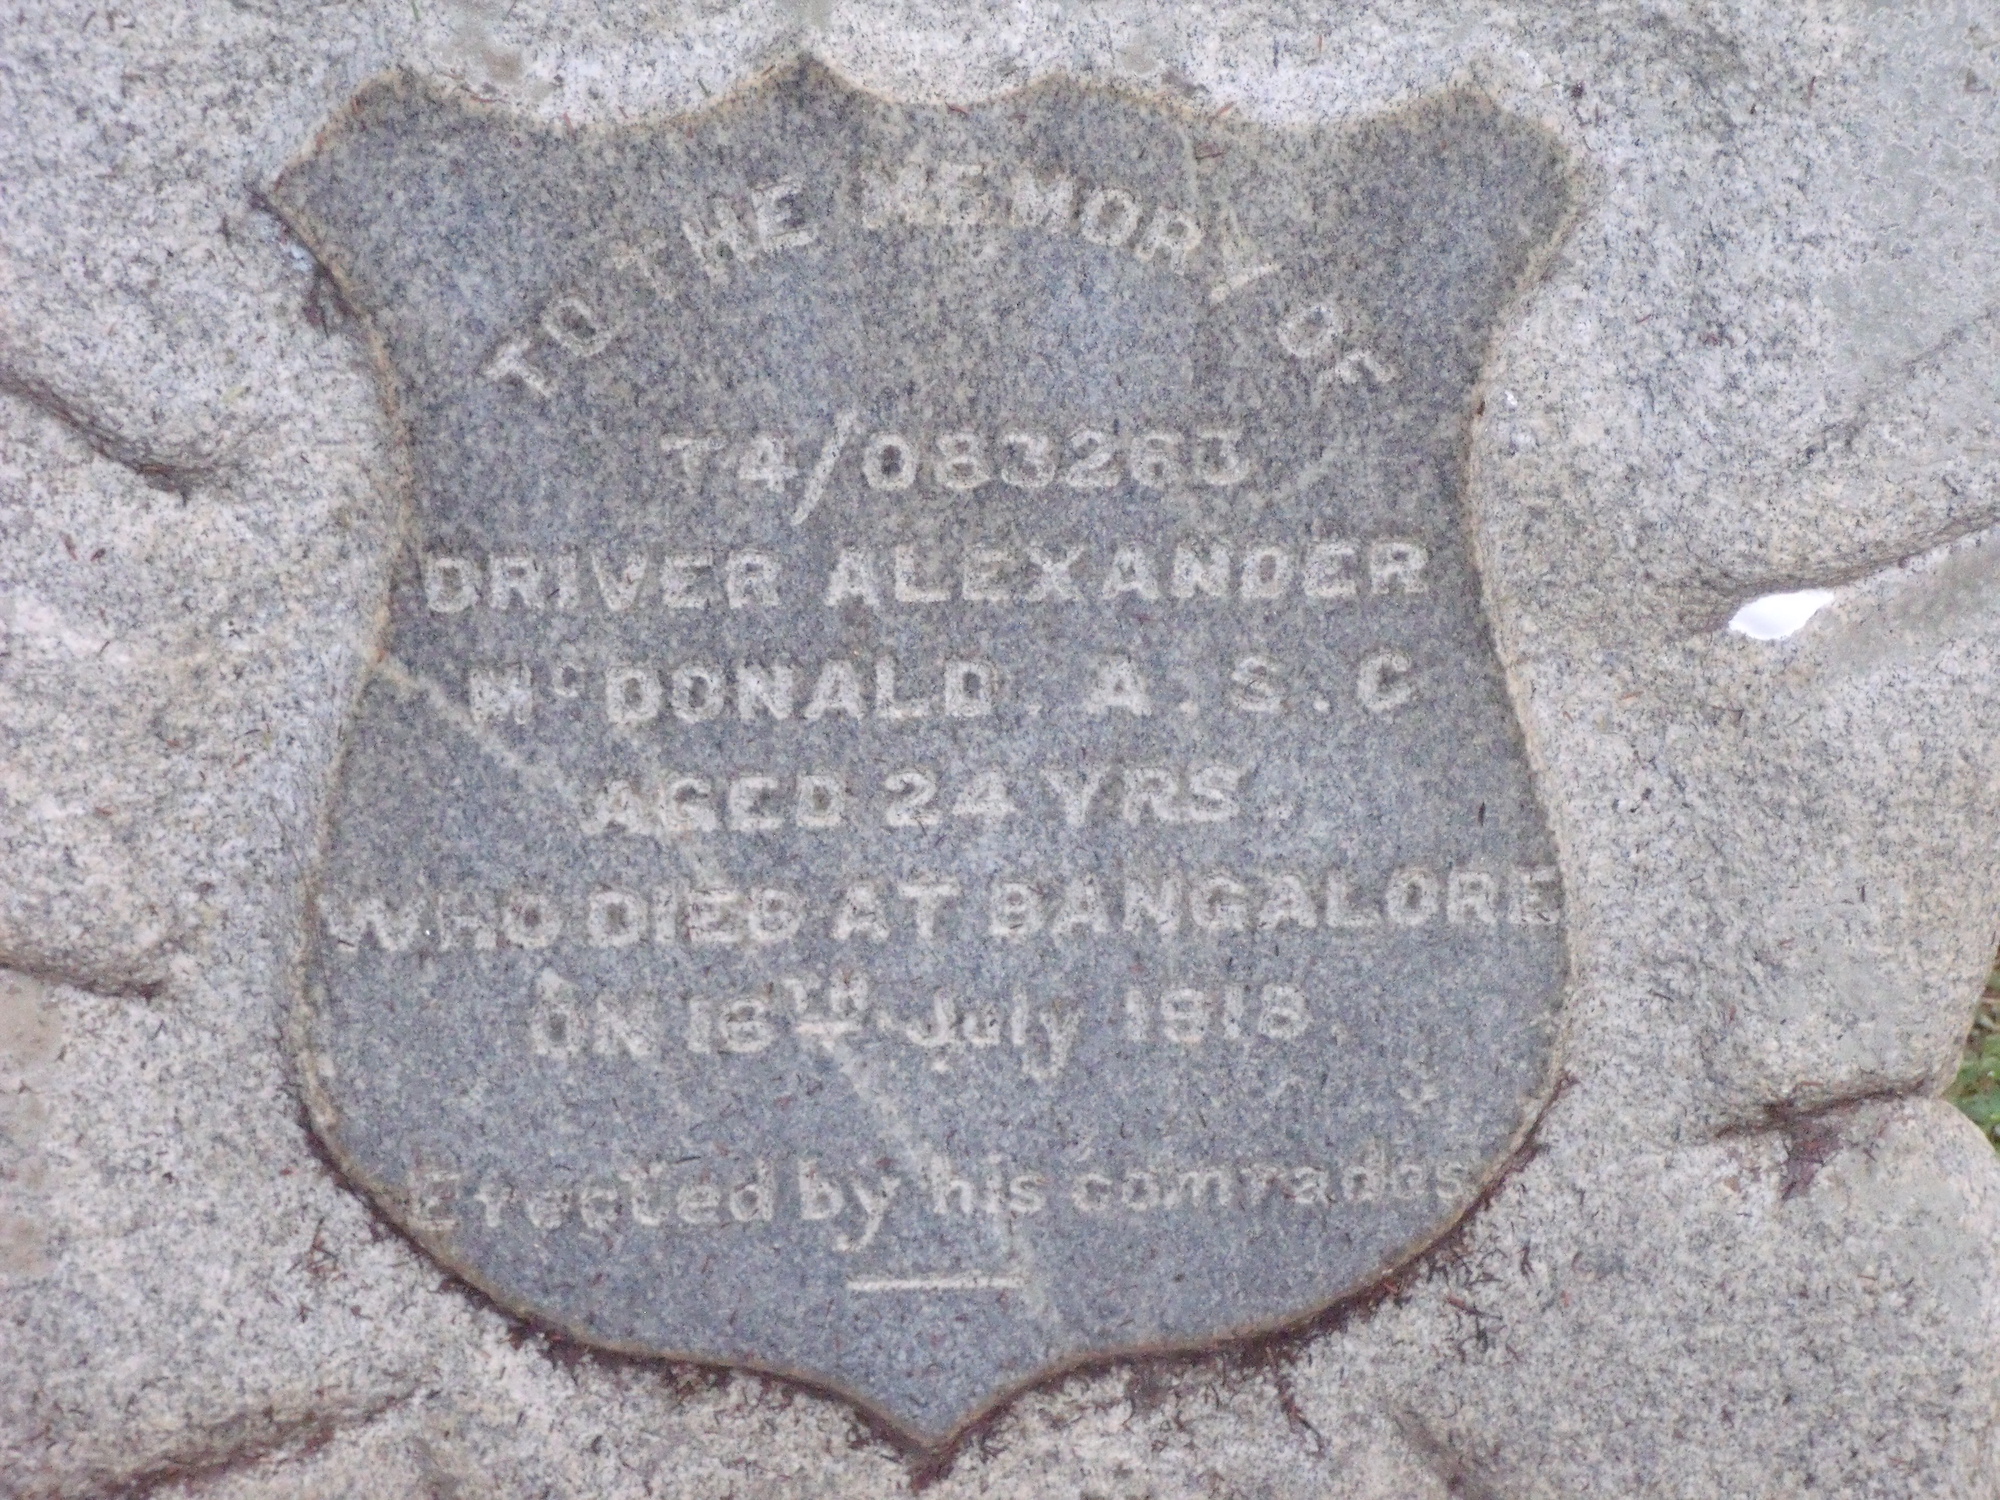 TO THE MEMORY OF
T4/083263
DRIVER ALEXANDER
McDONALD. A. S. C
AGED 24 YRS.
WHO DIED AT BANGALORE
ON 16TH July 1918.
Erected by his comrades